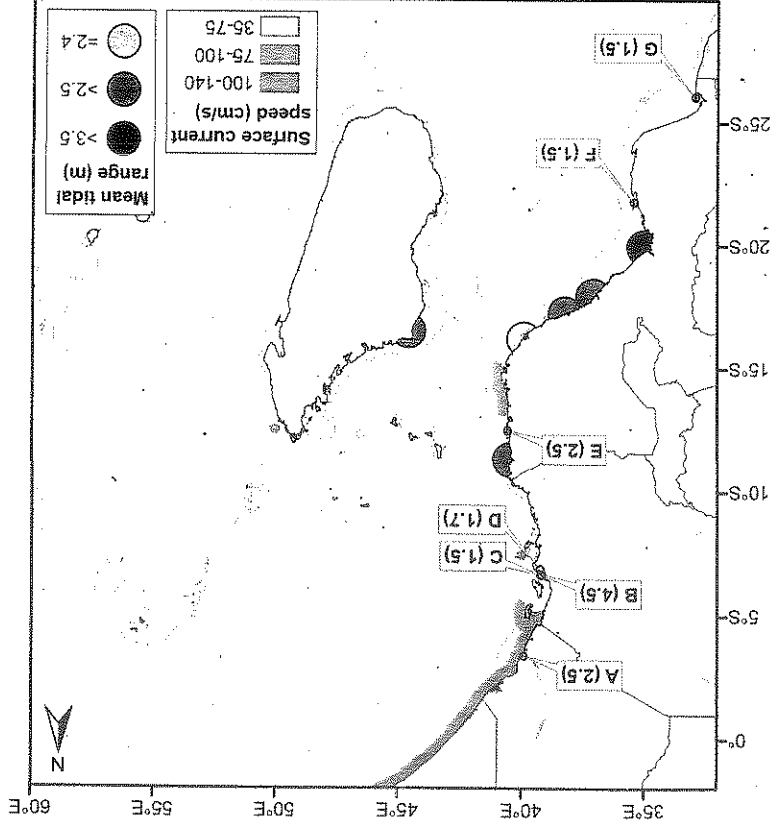 35°E
40°E
45°E
50°E
55°E
60°E
N
0°
5°S
10°S
15°S
20°S
25°S
A (2.5)
B (4.5)
C (1.5)
D (1.7)
E (2.5)
F (1.5)
G (1.5)
Surface current
speed (cm/s)
100-140
75-100
35-75
Mean tidal
range (m)
>3.5
>2.5
=2.4